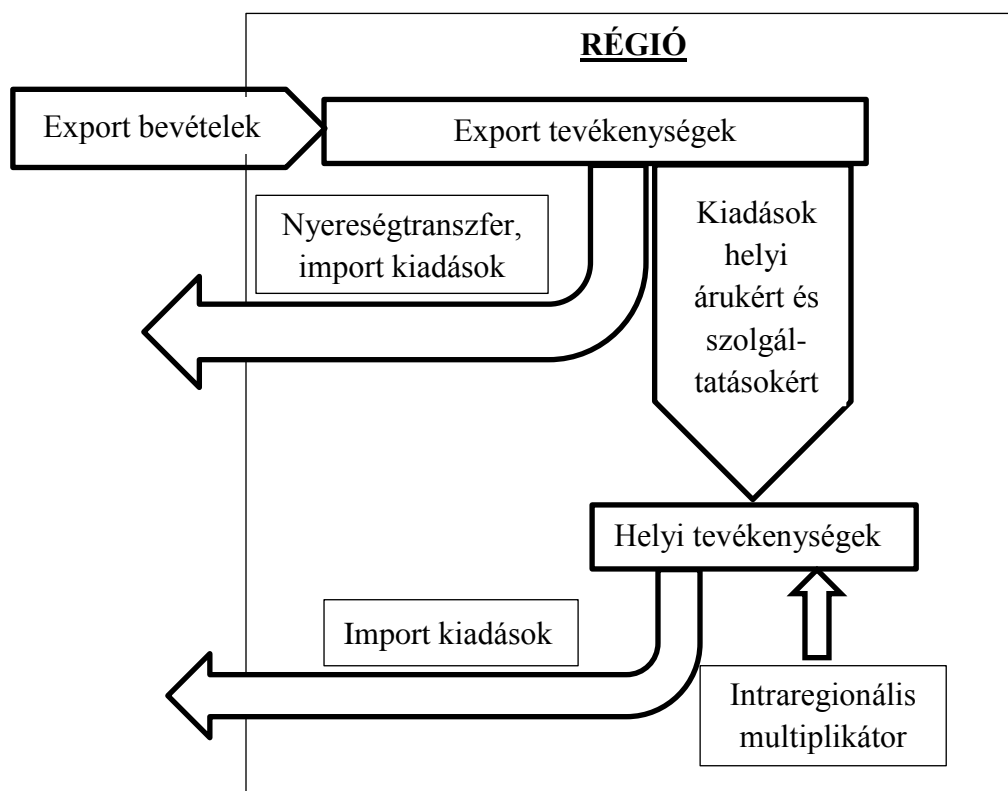 RÉGIÓ
Export bevételek
Export tevékenységek
Nyereségtranszfer,
import kiadások
Kiadások
helyi
árukért és
szolgál-
tatásokért
Helyi tevékenységek
Import kiadások
Intraregionális
multiplikátor